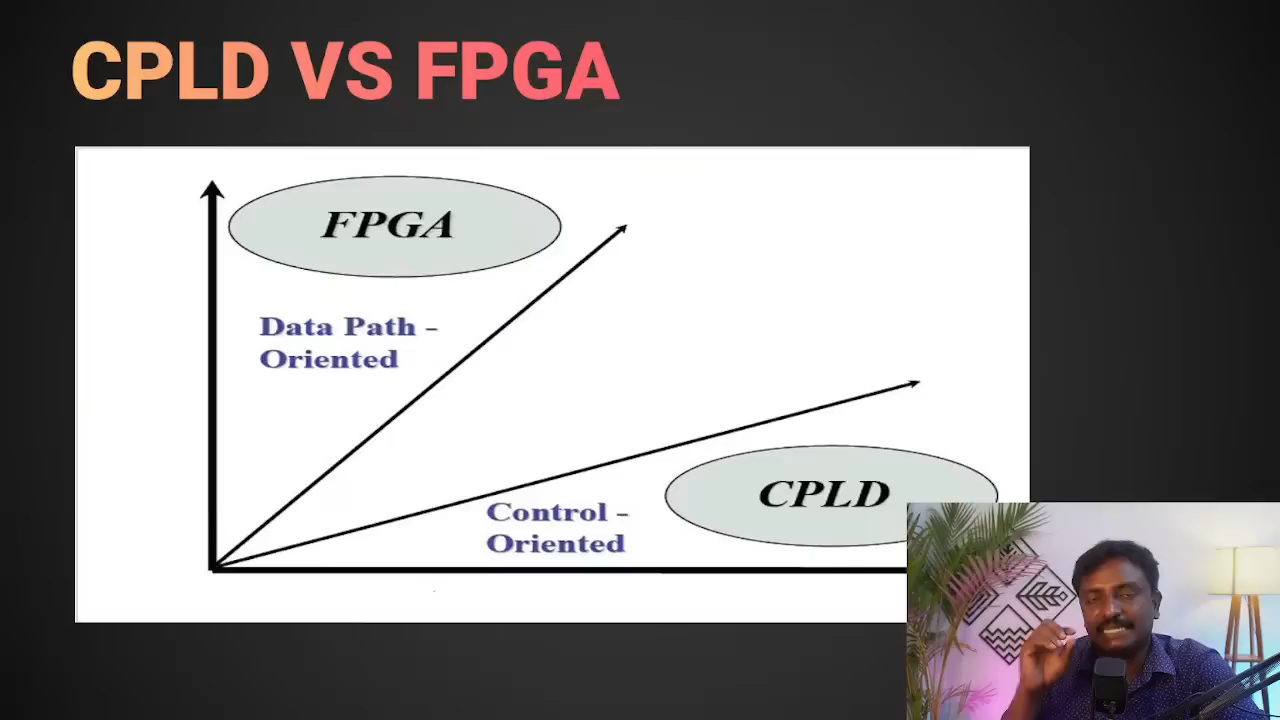 CPLD VS FPGA
FPGA
Data Path -
Oriented
CPLD
Control -
Oriented